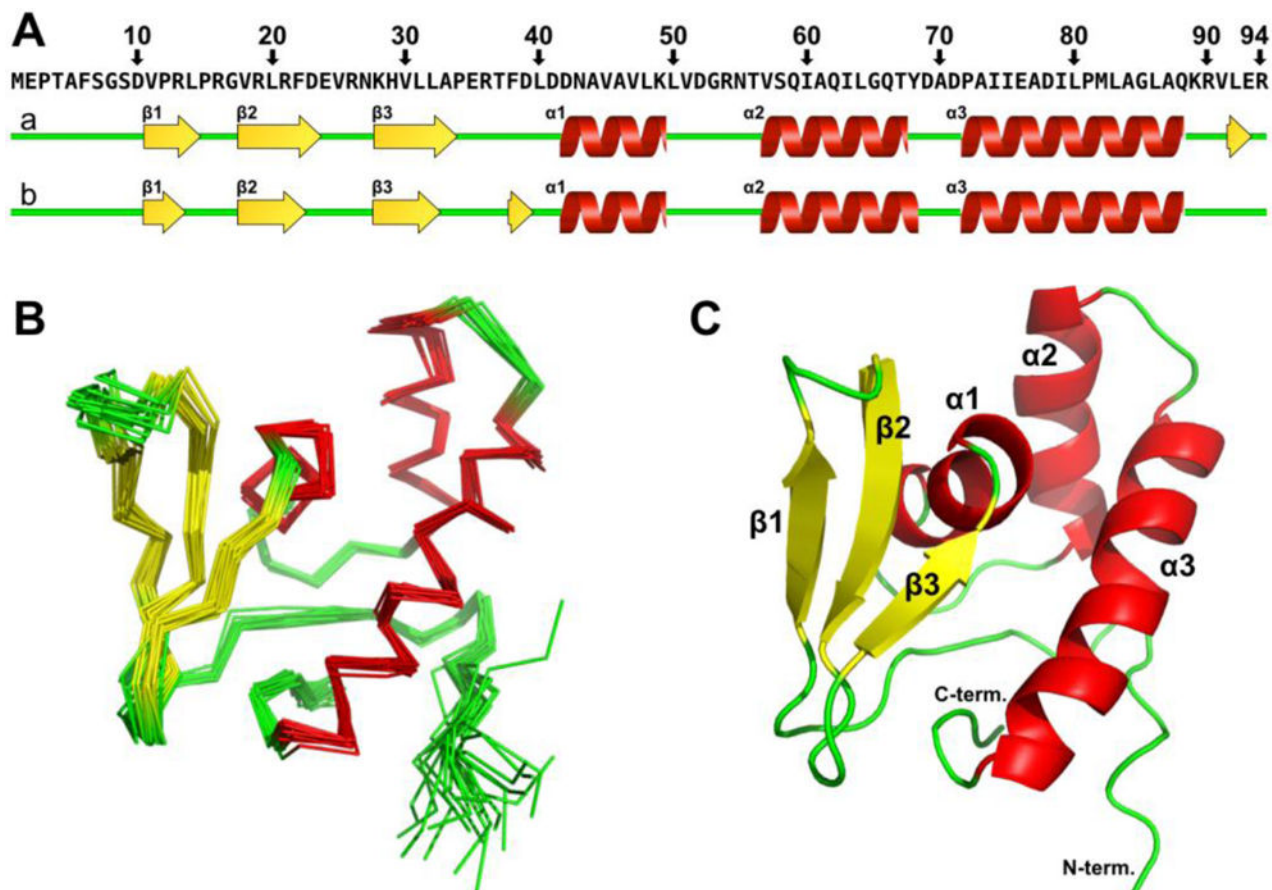 A
10 20 30 40 50 60 70 80 90 94
MEPTAFSGSDVPRLPRGVRLRFDEVRNKHVLLAPERTFDLDDNAVAVLKLVDGRNTVSQIAQILGQTYDADPAIIEADILPMLAGLAQKRVLER
a β1 β2 β3 α1 α2 α3
b β1 β2 β3 α1 α2 α3
B
C
α2
α1
β2
β1
β3
α3
C-term.
N-term.